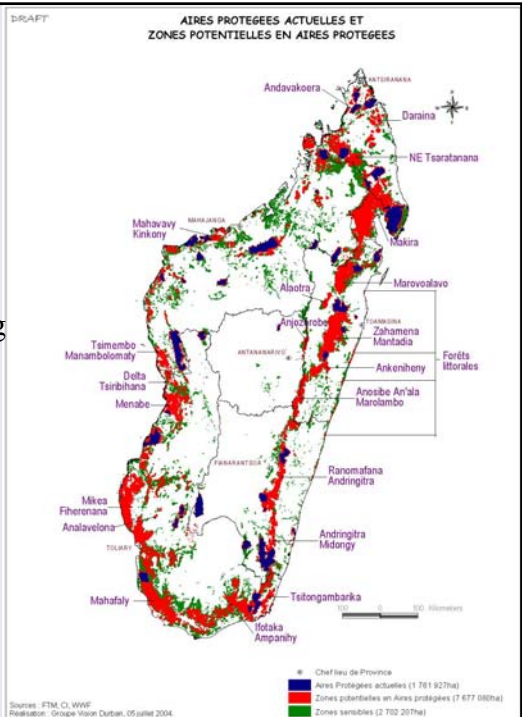 DRAFT
AIRES PROTEGEES ACTUELLES ET
ZONES POTENTIELLES EN AIRES PROTEGEES
ANTSIRANANA
Andavakoera
Daraina
NE Tsaratanana
MAHAJANGA
Mahavavy
Kinkony
Makira
Alaotra
Marovoalavo
Anjozorobe
TOAMASINA
Zahamena
Mantadia
Tsimembo
Manambolomaty
ANTANANARIVO
Ankeniheny
Forêts
littorales
Delta
Tsiribihana
Menabe
Anosibe An'ala
Marolambo
FIANARANTSOA
Ranomafana
Andringitra
Mikea
Fiherenana
Analavelona
TOLIARY
Andringitra
Midongy
Mahafaly
Tsitongambarika
Ifotaka
Ampanihy
100 0 100 Kilometers
Chef lieu de Province
Aires Protégées actuelles (1 761 927ha)
Zones potentielles en Aires protégées (7 677 080ha)
Zones sensibles (2 702 207ha)
Sources : FTM, CI, WWF
Réalisation : Groupe Vision Durban, 05 juillet 2004.
g